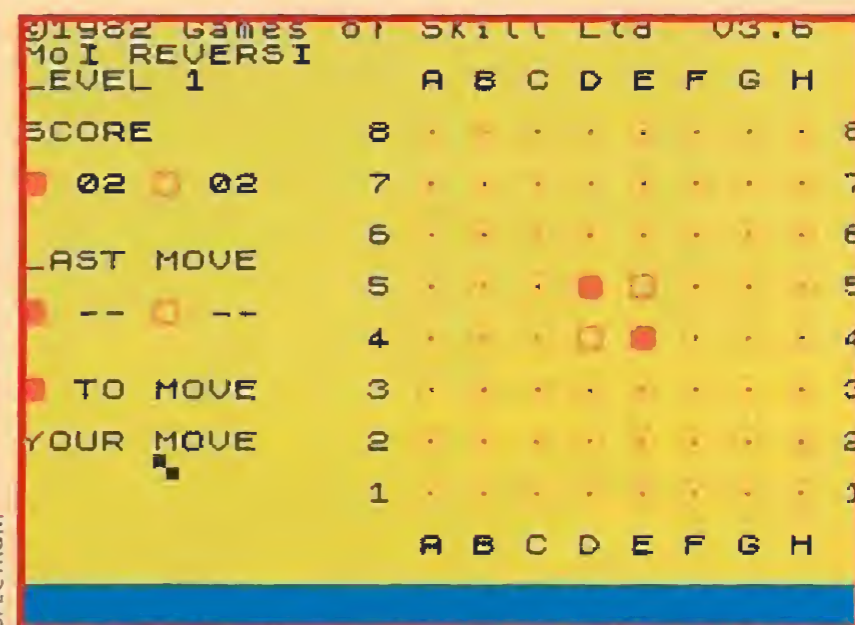 ©1982 Games of Skill Ltd V3.6
MOI REVERSI
LEVEL 1
A B C D E F G H
SCORE
8 8
02 02
7 7
6 6
LAST MOVE
5 5
-- --
4 4
TO MOVE
3 3
YOUR MOVE
2 2
1 1
A B C D E F G H